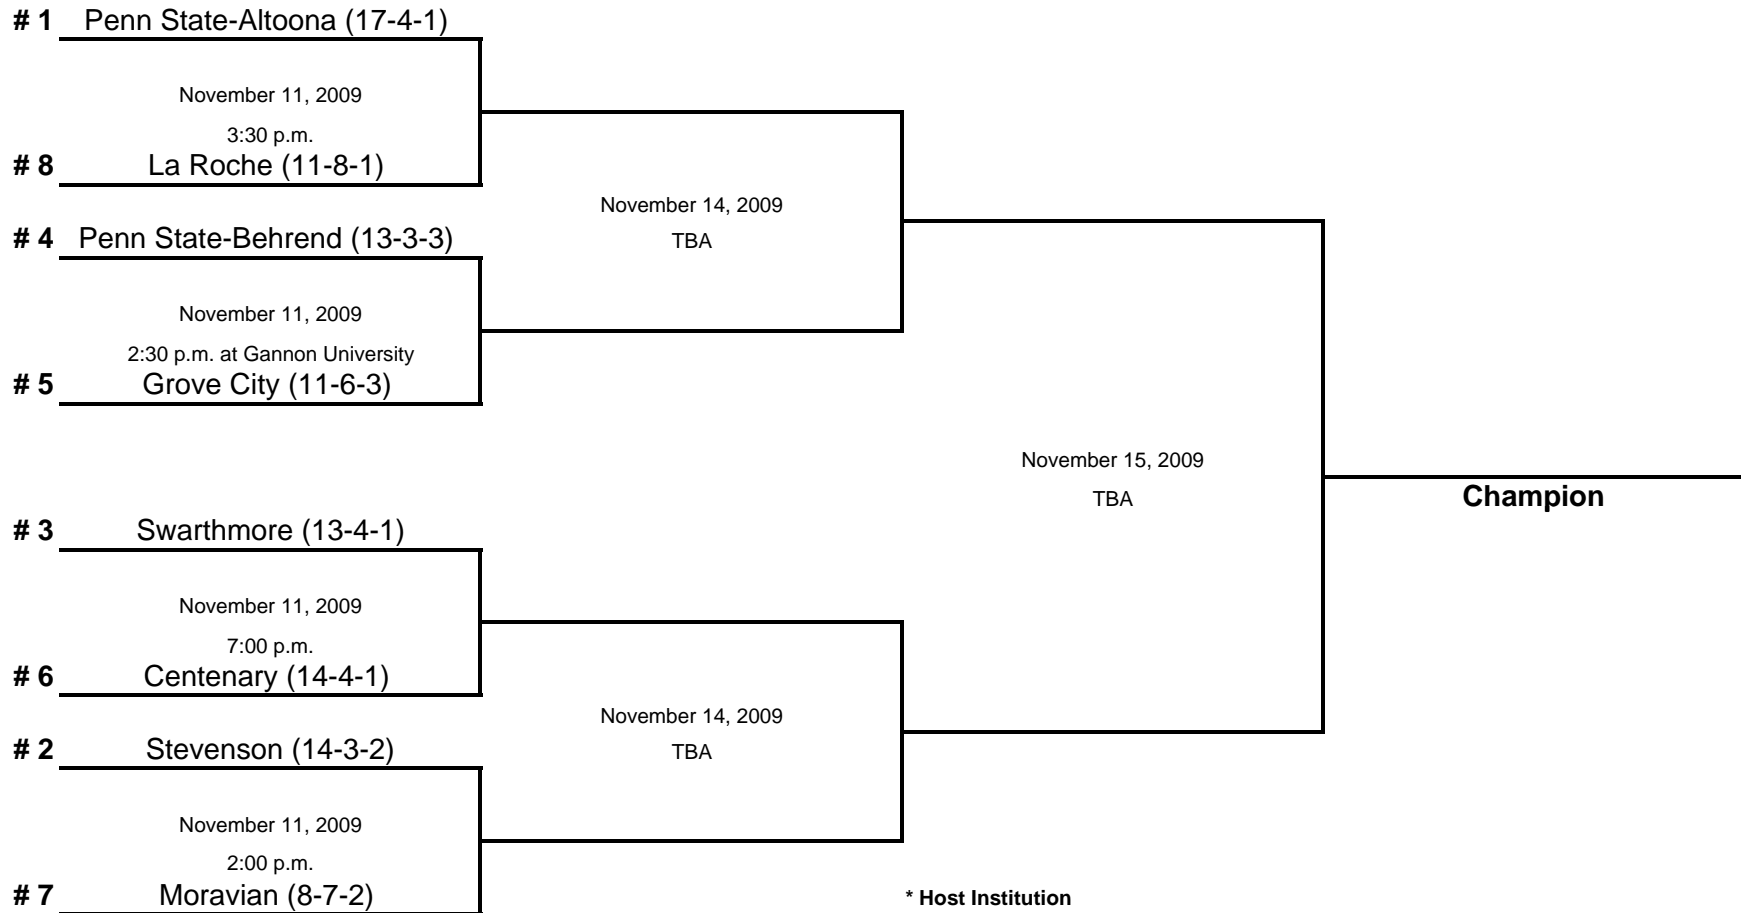 # 1 Penn State-Altoona (17-4-1)
November 11, 2009
3:30 p.m.
# 8 La Roche (11-8-1)
November 14, 2009
TBA
# 4 Penn State-Behrend (13-3-3)
November 11, 2009
2:30 p.m. at Gannon University
# 5 Grove City (11-6-3)
November 15, 2009
TBA
Champion
# 3 Swarthmore (13-4-1)
November 11, 2009
7:00 p.m.
# 6 Centenary (14-4-1)
November 14, 2009
TBA
# 2 Stevenson (14-3-2)
November 11, 2009
2:00 p.m.
# 7 Moravian (8-7-2)
* Host Institution